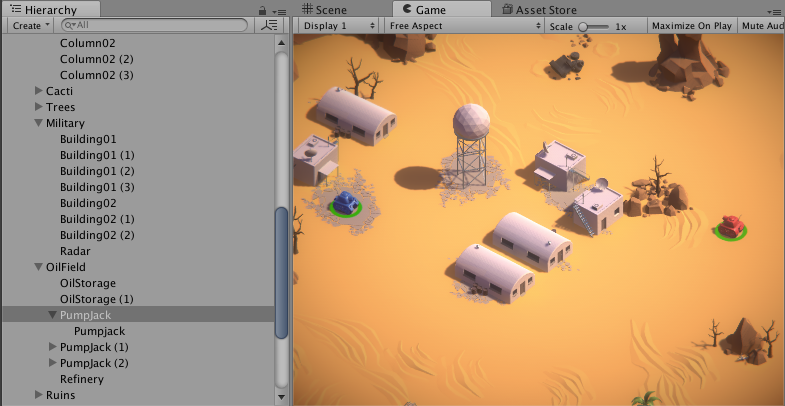 Hierarchy
Create
All
Column02
Column02 (2)
Column02 (3)
Cacti
Trees
Military
Building01
Building01 (1)
Building01 (2)
Building01 (3)
Building02
Building02 (1)
Building02 (2)
Radar
OilField
OilStorage
OilStorage (1)
PumpJack
Pumpjack
PumpJack (1)
PumpJack (2)
Refinery
Ruins
Scene Game Asset Store
Display 1 Free Aspect Scale 1x Maximize On Play Mute Aud